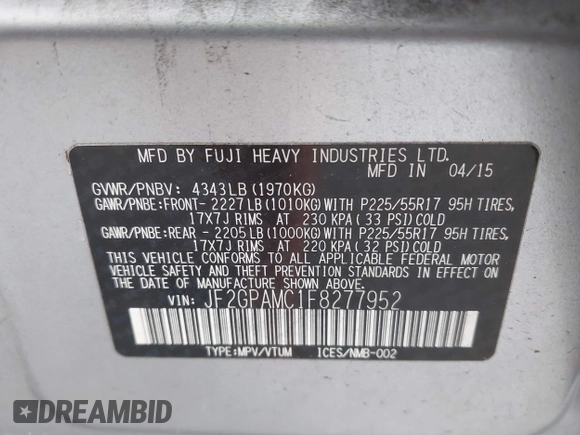 MFD BY FUJI HEAVY INDUSTRIES LTD.
MFD IN 04/15
GVWR/PNBV: 4343LB(1970KG)
GAWR/PNBE:FRONT- 2227LB(1010KG)WITH P225/55R17 95H TIRES
17X7J RIMS AT 230 KPA (33 PSI)COLD
GAWR/PNBE:REAR - 2205LB(1000KG)WITH P225/55R17 95H TIRES
17X7J RIMS AT 220 KPA (32 PSI)COLD
THIS VEHICLE CONFORMS TO ALL APPLICABLE FEDERAL MOTOR
VEHICLE SAFETY AND THEFT PREVENTION STANDARDS IN EFFECT ON
THE DATE OF MANUFACTURE SHOWN ABOVE.
VIN: JF2GPAMC1F8277952
TYPE:MPV/VTUM ICES/NMB-002
DREAMBID